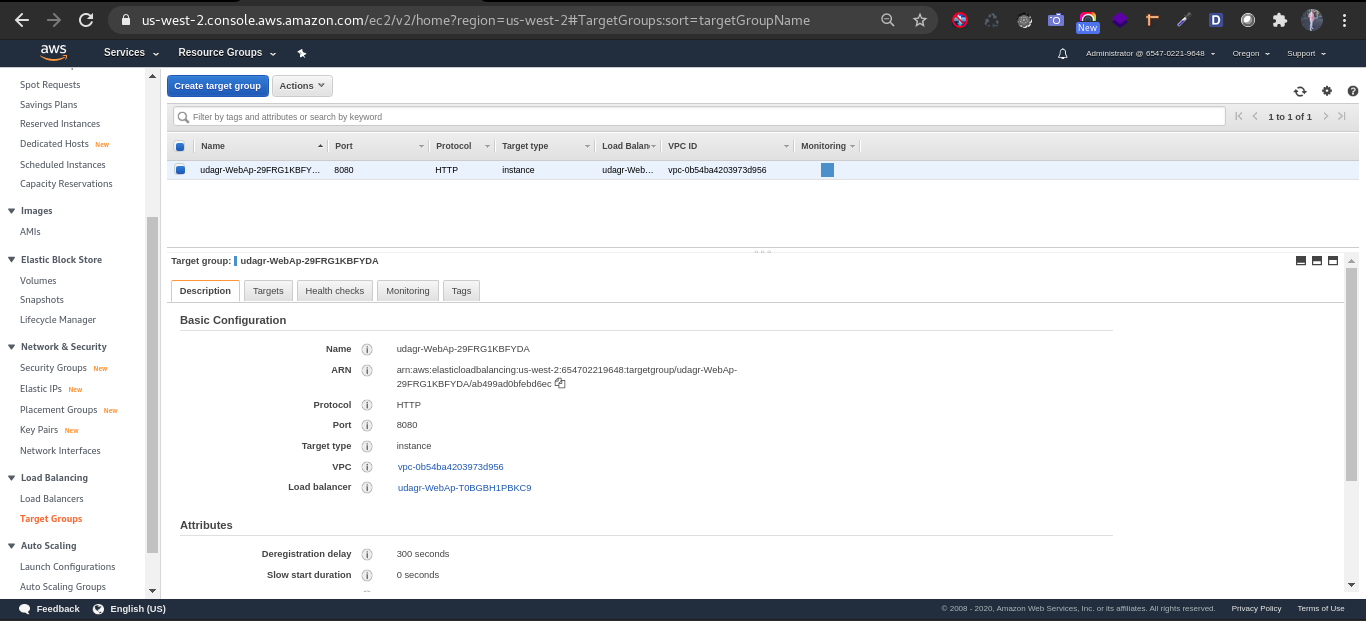 us-west-2.console.aws.amazon.com/ec2/v2/home?region=us-west-2#TargetGroups:sort=targetGroupName
New
D
aws
Services
Resource Groups
Administrator @ 6547-0221-9648
Oregon
Support
Spot Requests
Savings Plans
Reserved Instances
Dedicated Hosts New
Scheduled Instances
Capacity Reservations
Images
AMIs
Elastic Block Store
Volumes
Snapshots
Lifecycle Manager
Network & Security
Security Groups New
Elastic IPs New
Placement Groups New
Key Pairs New
Network Interfaces
Load Balancing
Load Balancers
Target Groups
Auto Scaling
Launch Configurations
Auto Scaling Groups
Create target group
Actions
Filter by tags and attributes or search by keyword
1 to 1 of 1
Name Port Protocol Target type Load Balan VPC ID Monitoring
udagr-WebAp-29FRG1KBFY... 8080 HTTP instance udagr-Web... vpc-0b54ba4203973d956
Target group: udagr-WebAp-29FRG1KBFYDA
Description Targets Health checks Monitoring Tags
Basic Configuration
Name udagr-WebAp-29FRG1KBFYDA
ARN arn:aws:elasticloadbalancing:us-west-2:654702219648:targetgroup/udagr-WebAp-
29FRG1KBFYDA/ab499ad0bfebd6ec
Protocol HTTP
Port 8080
Target type instance
VPC vpc-0b54ba4203973d956
Load balancer udagr-WebAp-T0BGBH1PBKC9
Attributes
Deregistration delay 300 seconds
Slow start duration 0 seconds
Feedback
English (US)
© 2008 - 2020, Amazon Web Services, Inc. or its affiliates. All rights reserved.
Privacy Policy
Terms of Use